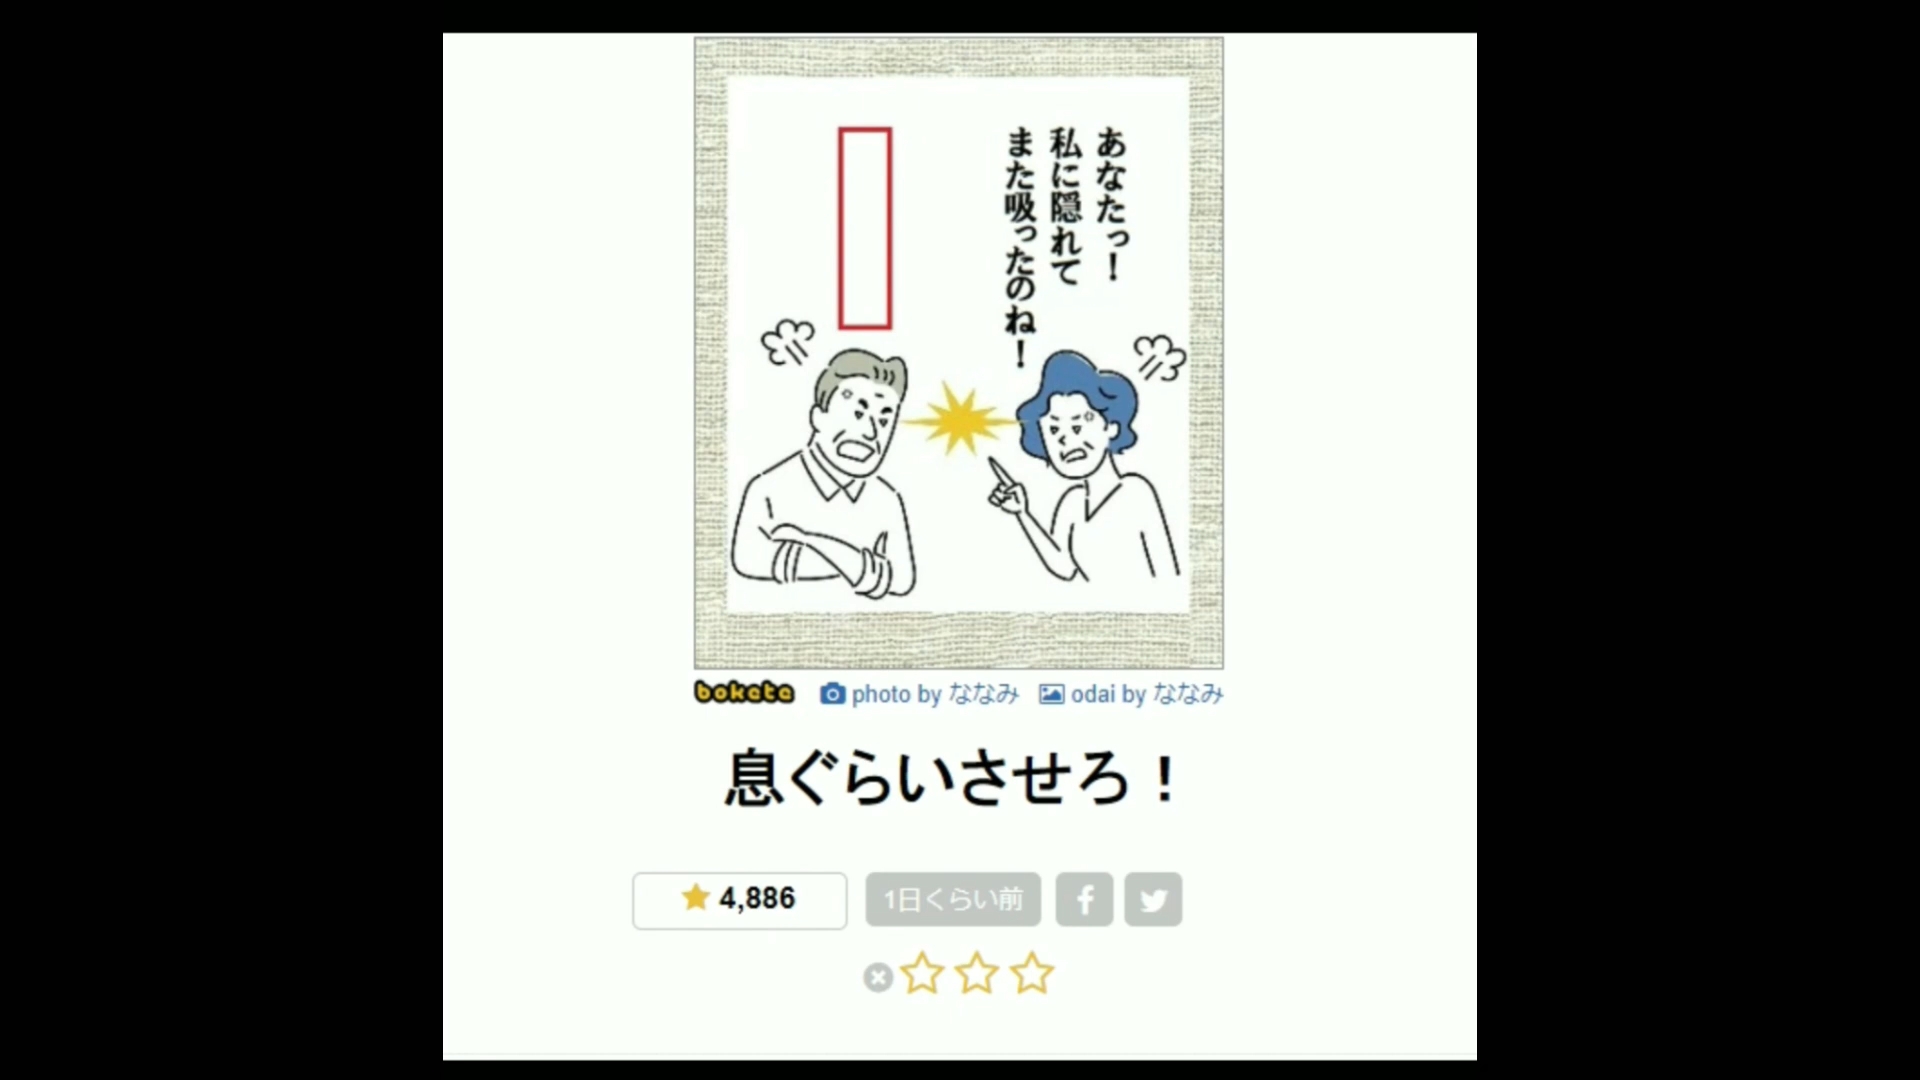 あなたっ！
私に隠れて
また吸ったのね！
bokete photo by ななみ odai by ななみ
息ぐらいさせろ！
4,886 1日くらい前